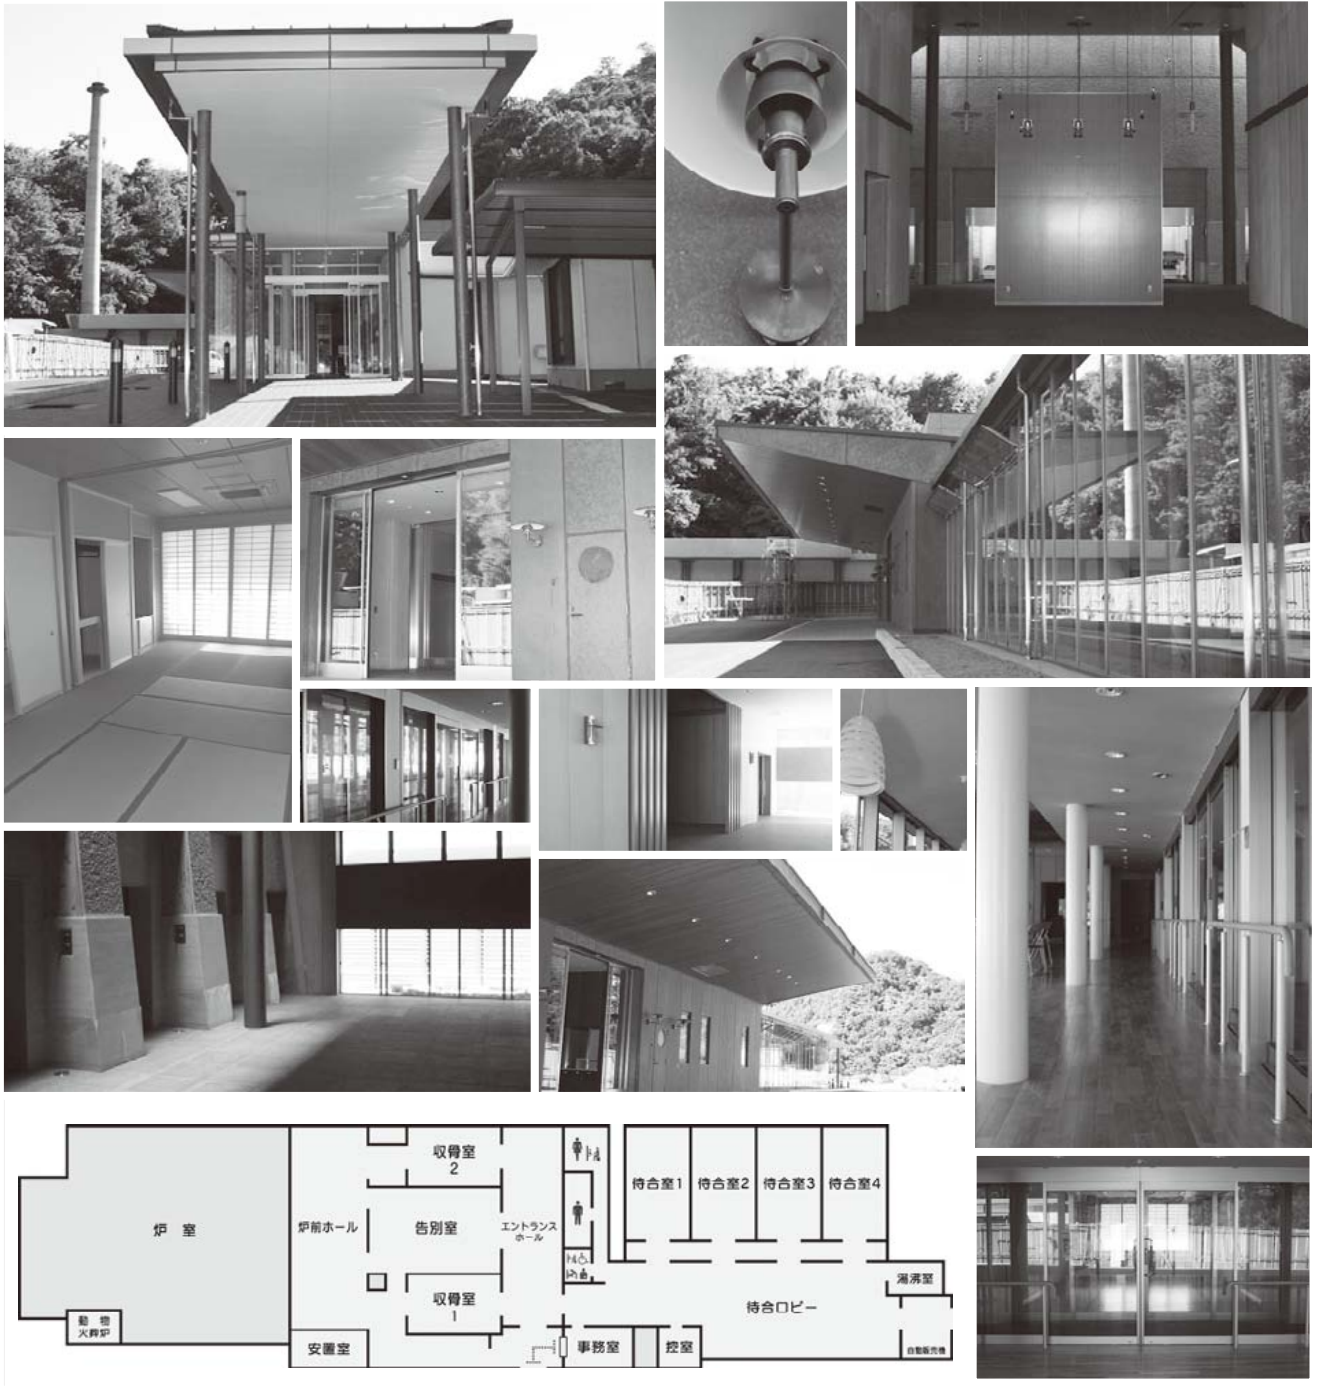 収骨室
2
待合室1
待合室2
待合室3
待合室4
炉 室
炉前ホール
告別室
エントランス
ホール
湯沸室
収骨室
1
待合ロビー
動 物
火葬炉
安置室
事務室
控室
自動販売機